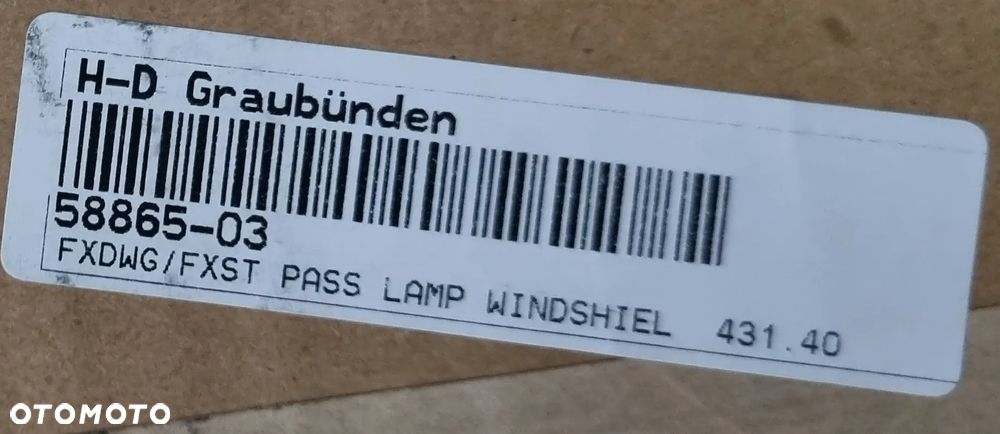 H-D Graubünden
58865-03
FXDWG/FXST PASS LAMP WINDSHIEL 431.40
OTOMOTO